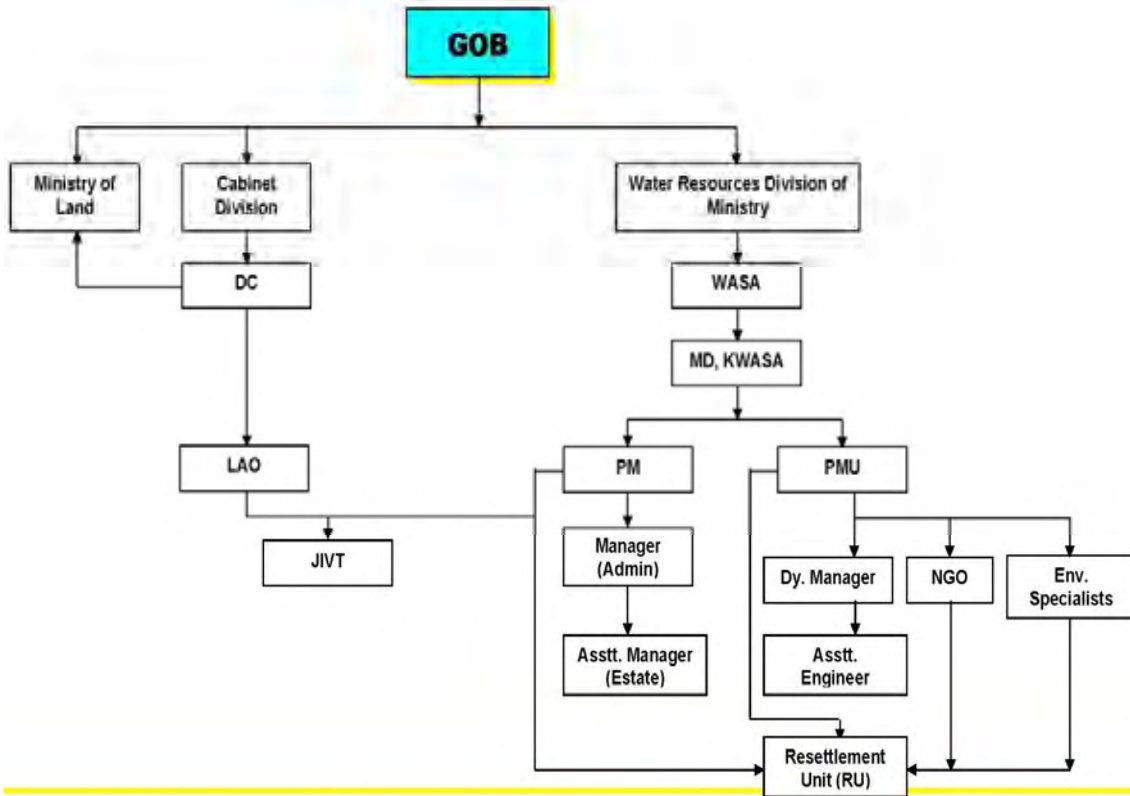 GOB
Ministry of
Land
Cabinet
Division
Water Resources Division of
Ministry
DC
WASA
MD, KWASA
LAO
PM
PMU
JIVT
Manager
(Admin)
Dy. Manager
NGO
Env.
Specialists
Asstt. Manager
(Estate)
Asstt.
Engineer
Resettlement
Unit (RU)